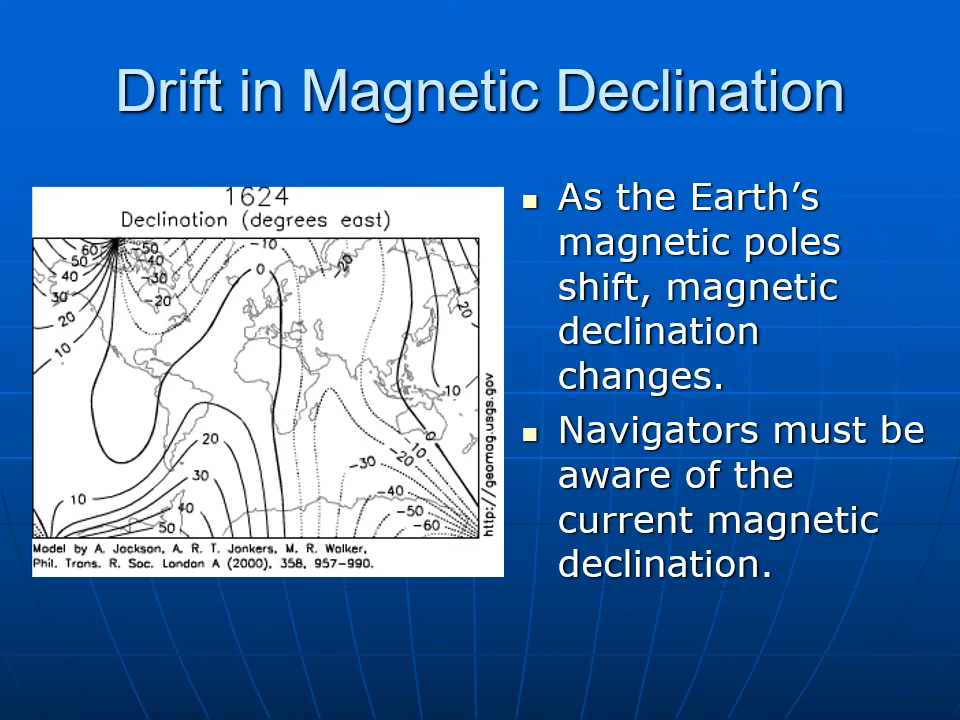 Drift in Magnetic Declination
1624
Declination (degrees east)
60
50
40
30
20
10
-50
-40
-30
-20
-10
0
-20
20
10
0
10
20
30
40
50
-10
-20
-30
-40
-50
-60
http://geomag.usgs.gov
Model by A. Jackson, A. R. T. Jonkers, M. R. Walker,
Phil. Trans. R. Soc. London A (2000), 358, 957-990.
As the Earth’s
magnetic poles
shift, magnetic
declination
changes.
Navigators must be
aware of the
current magnetic
declination.